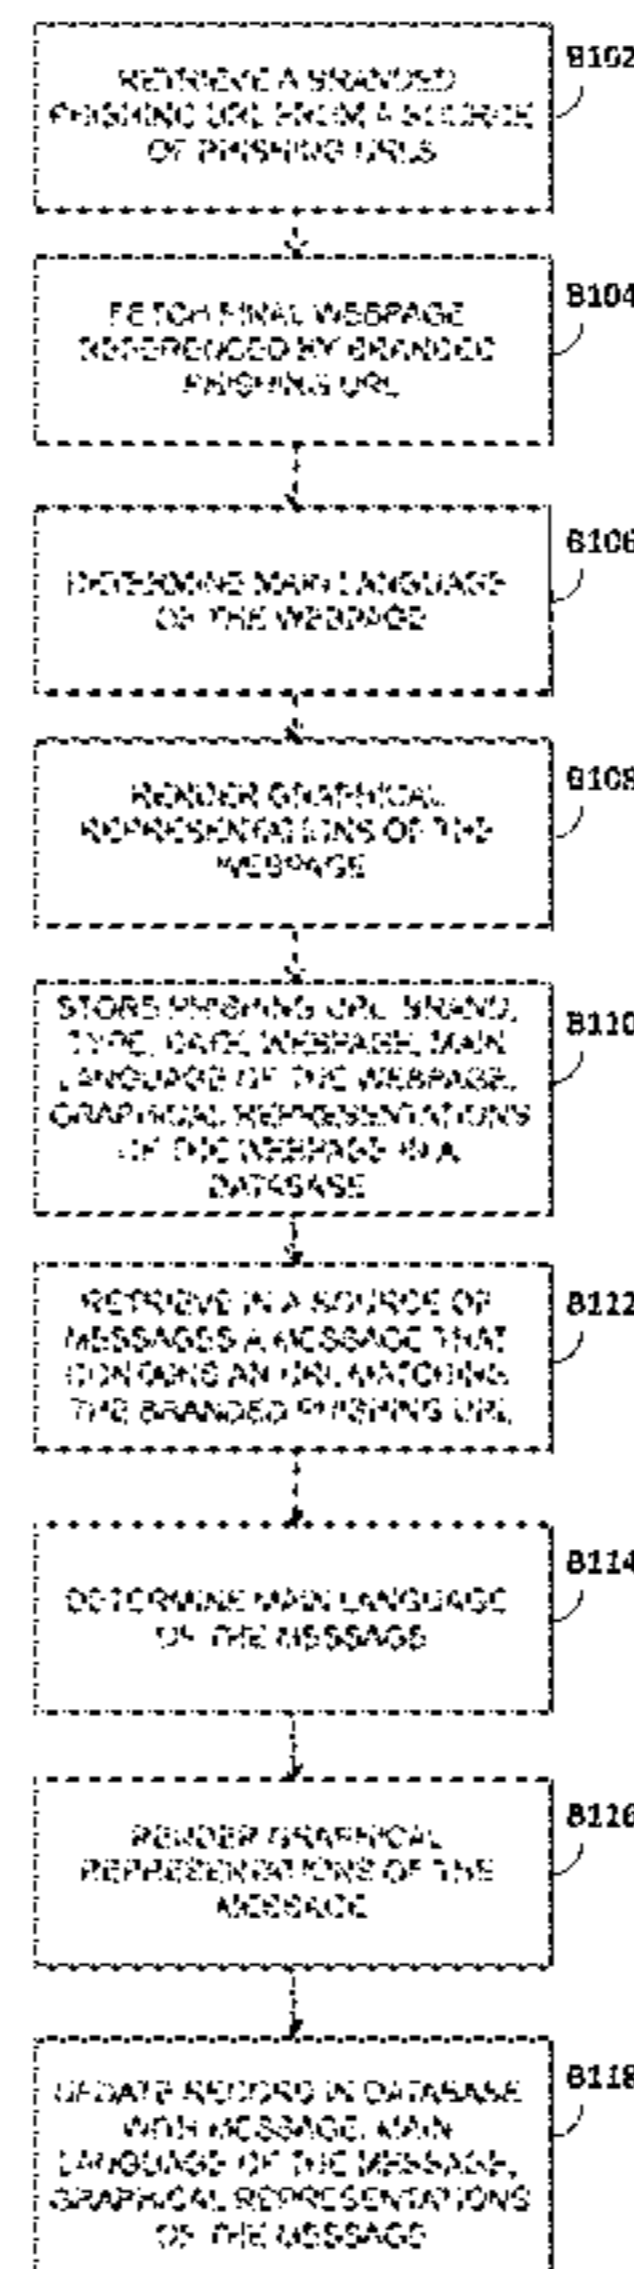 B102
RETRIEVE A BRANDED
PHISHING URL FROM A SOURCE
OF PHISHING URLS
B104
FETCH FINAL WEBPAGE
REFERENCED BY BRANDED
PHISHING URL
B106
DETERMINE MAIN LANGUAGE
OF THE WEBPAGE
B108
RENDER GRAPHICAL
REPRESENTATIONS OF THE
WEBPAGE
B110
STORE PHISHING URL, BRAND,
TYPE, DATE, WEBPAGE, MAIN
LANGUAGE OF THE WEBPAGE,
GRAPHICAL REPRESENTATIONS
OF THE WEBPAGE IN A
DATABASE
B112
RETRIEVE IN A SOURCE OF
MESSAGES A MESSAGE THAT
CONTAINS AN URL MATCHING
THE BRANDED PHISHING URL
B114
DETERMINE MAIN LANGUAGE
OF THE MESSAGE
B116
RENDER GRAPHICAL
REPRESENTATIONS OF THE
MESSAGE
B118
UPDATE RECORD IN DATABASE
WITH MESSAGE, MAIN
LANGUAGE OF THE MESSAGE,
GRAPHICAL REPRESENTATIONS
OF THE MESSAGE